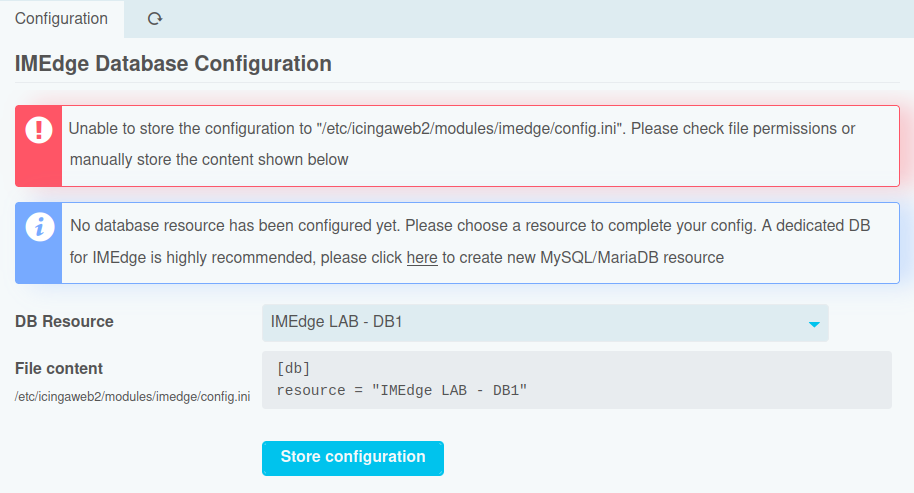 Configuration
IMEdge Database Configuration
Unable to store the configuration to "/etc/icingaweb2/modules/imedge/config.ini". Please check file permissions or
manually store the content shown below
No database resource has been configured yet. Please choose a resource to complete your config. A dedicated DB
for IMEdge is highly recommended, please click here to create new MySQL/MariaDB resource
DB Resource
IMEdge LAB - DB1
File content
/etc/icingaweb2/modules/imedge/config.ini
[db]
resource = "IMEdge LAB - DB1"
Store configuration